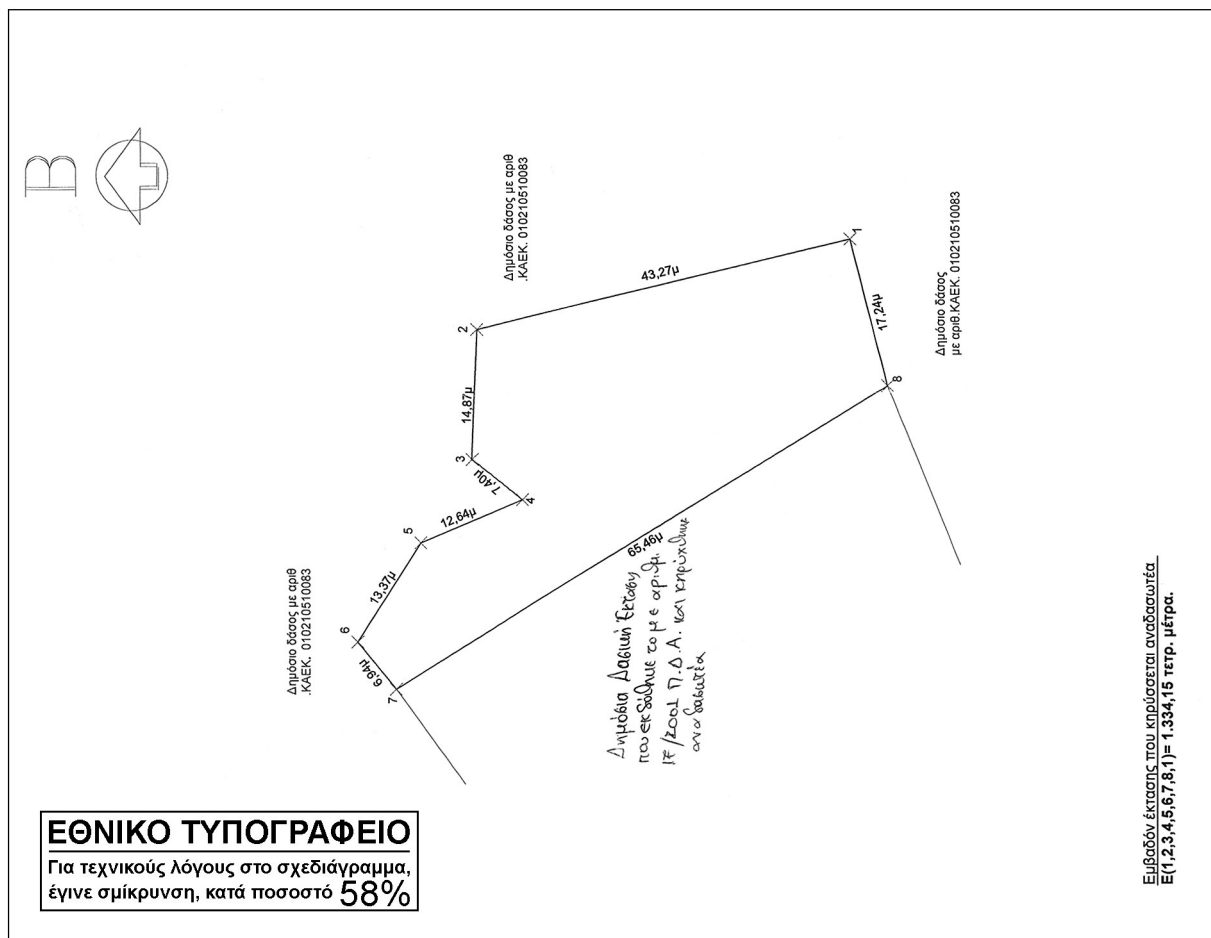 Β
Δημόσιο δάσος με αριθ
.ΚΑΕΚ. 010210510083
Δημόσιο δάσος
με αριθ.ΚΑΕΚ. 010210510083
Δημόσιο δάσος με αριθ
.ΚΑΕΚ. 010210510083
1
2
3
4
5
6
7
8
43,27μ
14,87μ
7,40μ
12,64μ
13,37μ
6,94μ
65,46μ
17,24μ
Δημόσια Δασική Έκταση
που εκδόθηκε το με αριθμ.
/2001 Π.Δ.Α. και κηρύχθηκε
αναδασωτέα
Εμβαδόν έκτασης που κηρύσσεται αναδασωτέα
Ε(1,2,3,4,5,6,7,8,1)= 1.334,15 τετρ. μέτρα.
ΕΘΝΙΚΟ ΤΥΠΟΓΡΑΦΕΙΟ
Για τεχνικούς λόγους στο σχεδιάγραμμα,
έγινε σμίκρυνση, κατά ποσοστό 58%